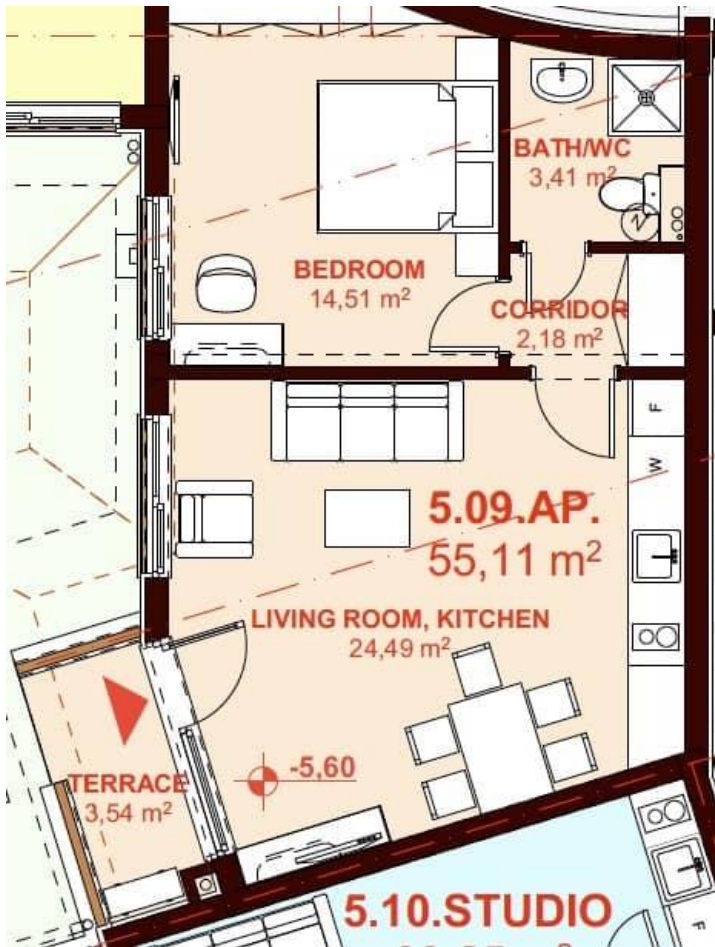 BATH/WC
3,41 m²
BEDROOM
14,51 m²
CORRIDOR
2,18 m²
F
W
5.09.AP.
55,11 m²
LIVING ROOM, KITCHEN
24,49 m²
-5,60
TERRACE
3,54 m²
5.10.STUDIO
F